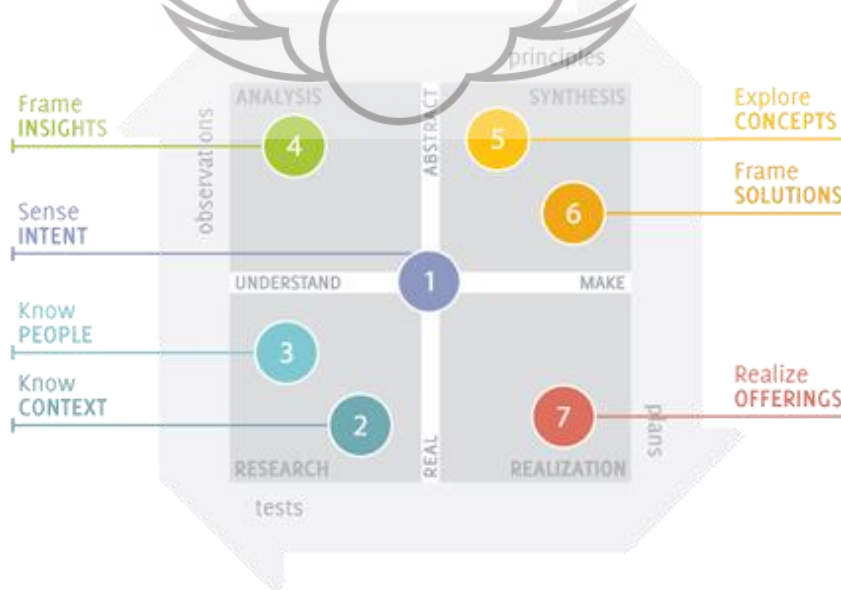 principles
ANALYSIS
ABSTRACT
SYNTHESIS
Frame
INSIGHTS
observations
4
5
Explore
CONCEPTS
Frame
SOLUTIONS
6
Sense
INTENT
UNDERSTAND
1
MAKE
Know
PEOPLE
3
Know
CONTEXT
2
7
Realize
OFFERINGS
plans
RESEARCH
REAL
REALIZATION
tests